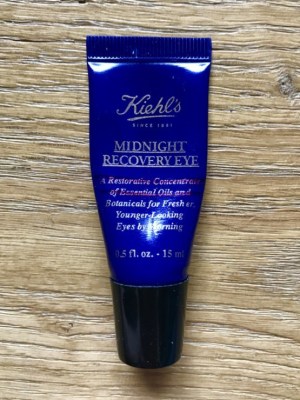 Kiehl's
SINCE 1851
MIDNIGHT
RECOVERY EYE
A Restorative Concentrate
of Essential Oils and
Botanicals for Fresher,
Younger-Looking
Eyes by Morning
0.5 fl. oz. - 15 ml